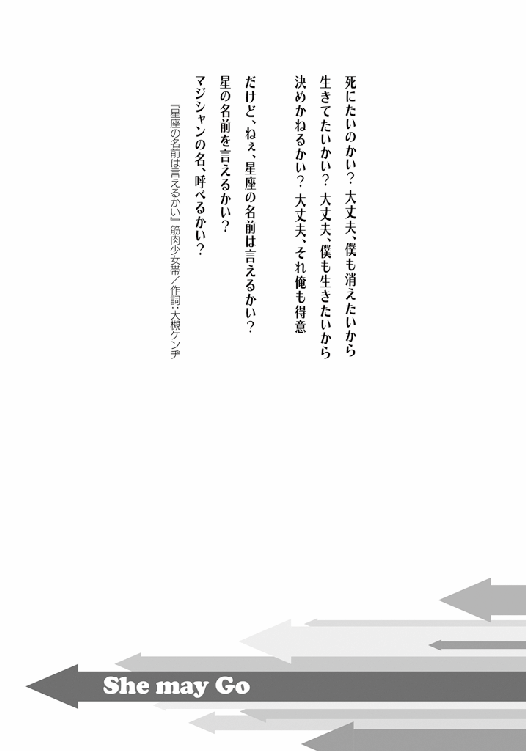 死にたいのかい？大丈夫、僕も消えたいから
生きてたいかい？大丈夫、僕も生きたいから
決めかねるかい？大丈夫、それ俺も得意
だけど、ねぇ、星座の名前は言えるかい？
星の名前を言えるかい？
マジシャンの名、呼べるかい？
『星座の名前は言えるかい』筋肉少女帯／作詞：大槻ケンヂ
She may Go